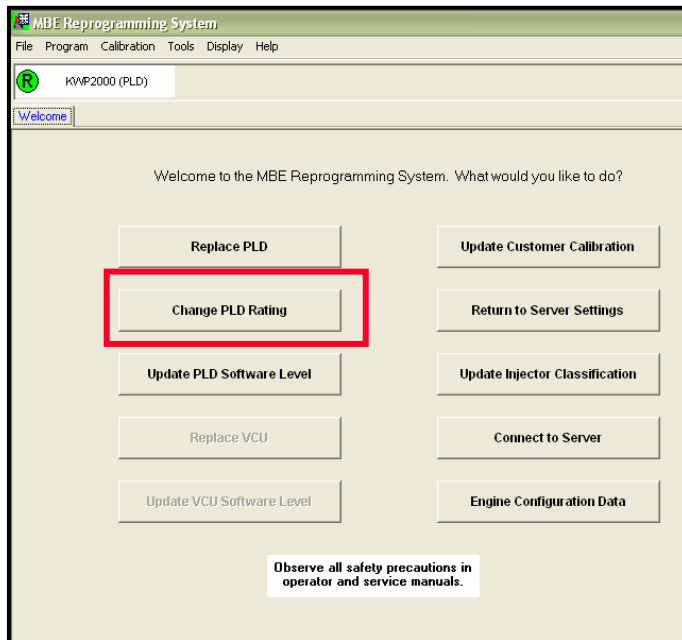 MBE Reprogramming System
File Program Calibration Tools Display Help
R KWP2000 (PLD)
Welcome
Welcome to the MBE Reprogramming System. What would you like to do?
Replace PLD
Update Customer Calibration
Change PLD Rating
Return to Server Settings
Update PLD Software Level
Update Injector Classification
Replace VCU
Connect to Server
Update VCU Software Level
Engine Configuration Data
Observe all safety precautions in
operator and service manuals.